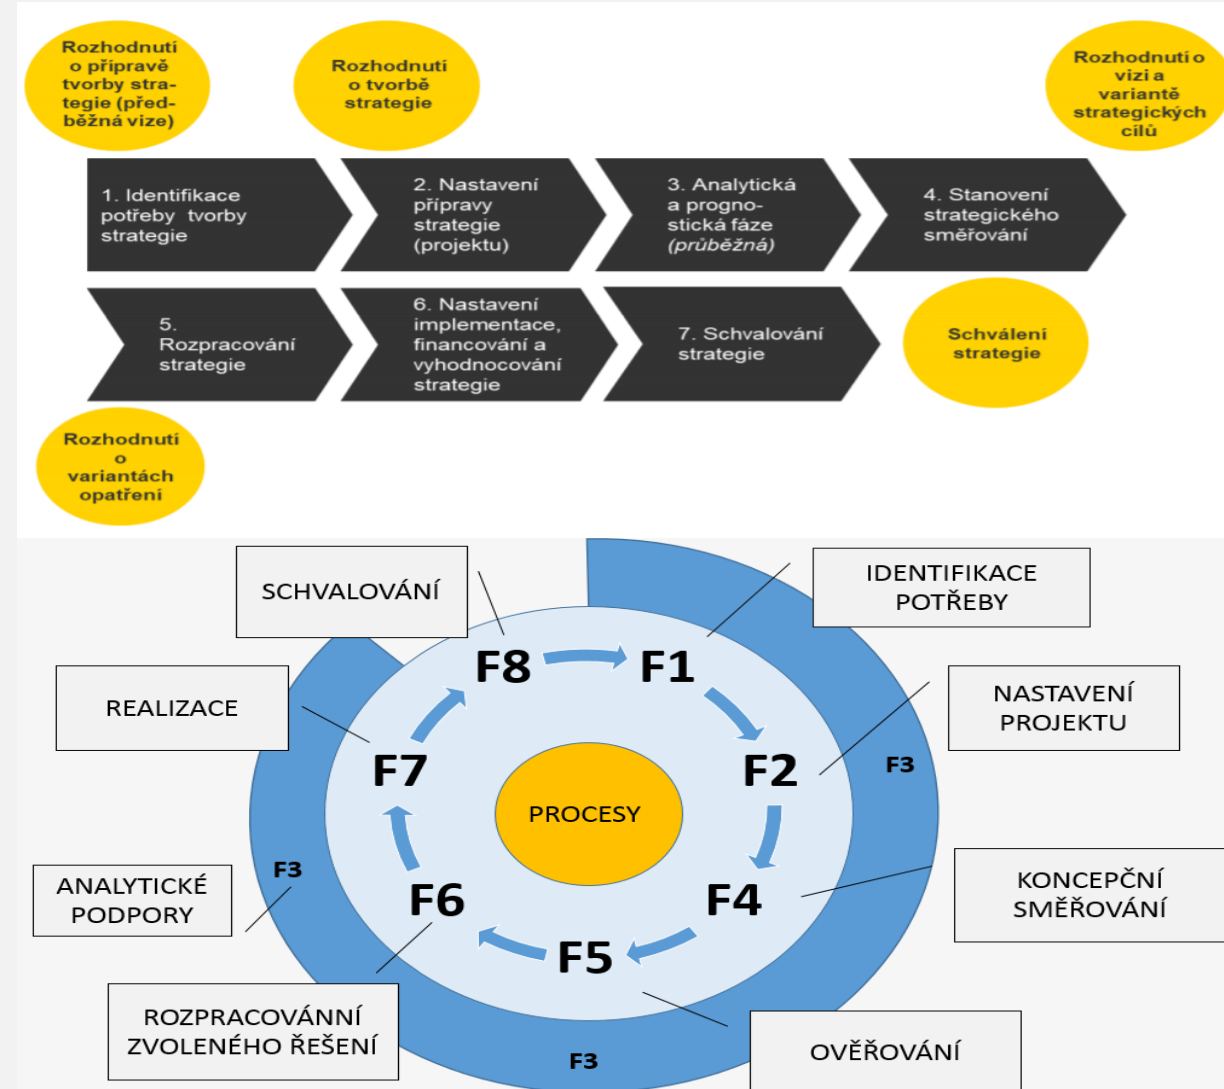 Rozhodnutí
o přípravě
tvorby stra-
tegie (před-
běžná vize)
Rozhodnutí
o tvorbě
strategie
Rozhodnutí o
vizi a
variantě
strategických
cílů
1. Identifikace
potřeby tvorby
strategie
2. Nastavení
přípravy
strategie
(projektu)
3. Analytická
a progno-
stická fáze
(průběžná)
4. Stanovení
strategického
směřování
5.
Rozpracování
strategie
6. Nastavení
implementace,
financování a
vyhodnocování
strategie
7. Schvalování
strategie
Schválení
strategie
Rozhodnutí
o
variantách
opatření
SCHVALOVÁNÍ
IDENTIFIKACE
POTŘEBY
REALIZACE
NASTAVENÍ
PROJEKTU
F8
F1
F7
F2
F3
PROCESY
F3
ANALYTICKÉ
PODPORY
F6
F4
KONCEPČNÍ
SMĚŘOVÁNÍ
F5
ROZPRACOVÁNNÍ
ZVOLENÉHO ŘEŠENÍ
F3
OVĚŘOVÁNÍ